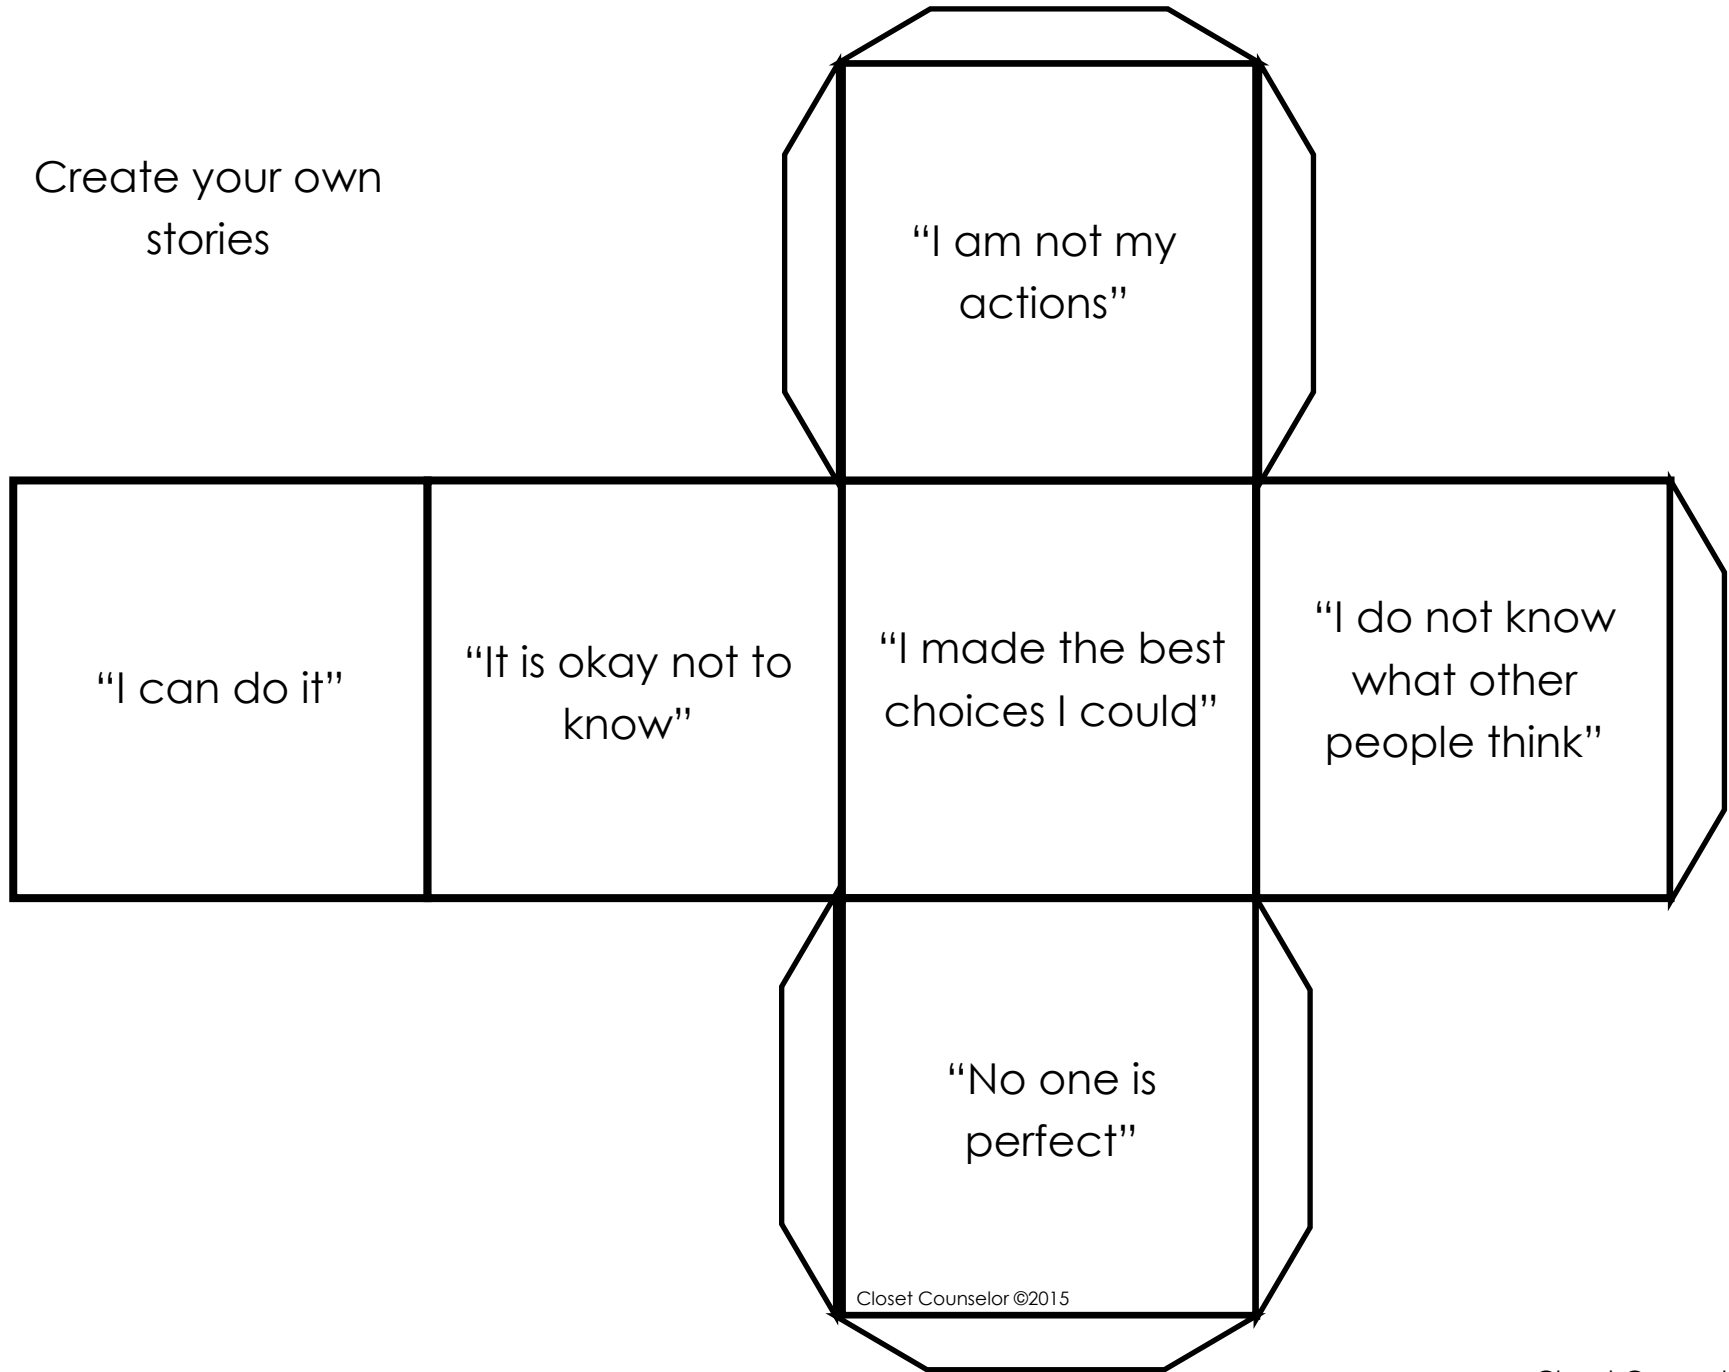 Create your own
stories
“I am not my
actions”
“I can do it”
“It is okay not to
know”
“I made the best
choices I could”
“I do not know
what other
people think”
“No one is
perfect”
Closet Counselor ©2015